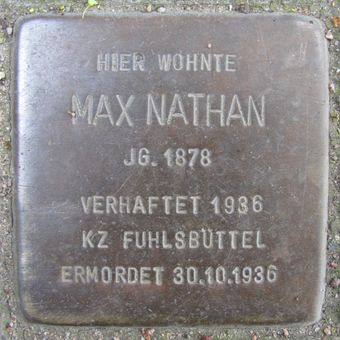 HIER WOHNTE
MAX NATHAN
JG. 1878
VERHAFTET 1936
KZ FUHLSBÜTTEL
ERMORDET 30.10.1936